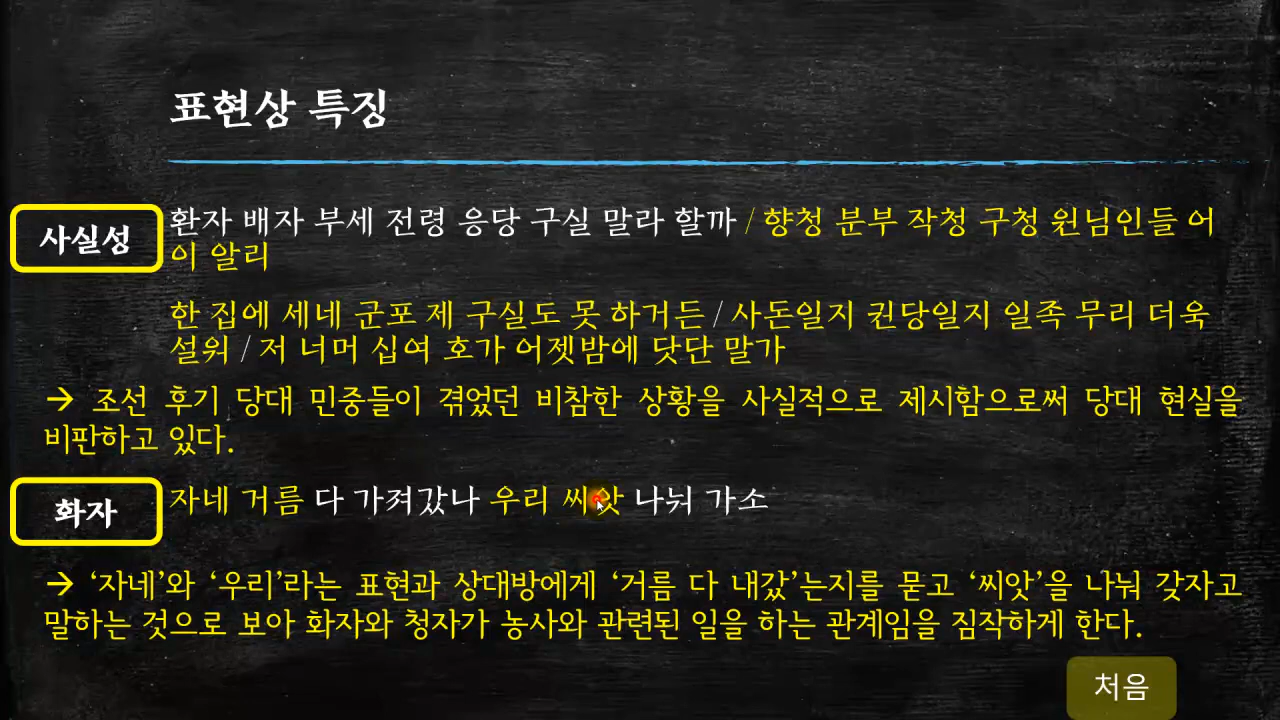 표현상 특징
사실성
환자 배자 부세 전령 응당 구실 말라 할까 / 향청 분부 작청 구청 원님인들 어
이 알리
한 집에 세네 군포 제 구실도 못 하거든 / 사돈일지 권당일지 일족 무리 더욱
설워 / 저 너머 십여 호가 어젯밤에 닷단 말가
→ 조선 후기 당대 민중들이 겪었던 비참한 상황을 사실적으로 제시함으로써 당대 현실을
비판하고 있다.
화자
자네 거름 다 가져갔나 우리 씨앗 나눠 가소
→ ‘자네’와 ‘우리’라는 표현과 상대방에게 ‘거름 다 내갔’는지를 묻고 ‘씨앗’을 나눠 갖자고
말하는 것으로 보아 화자와 청자가 농사와 관련된 일을 하는 관계임을 짐작하게 한다.
처음